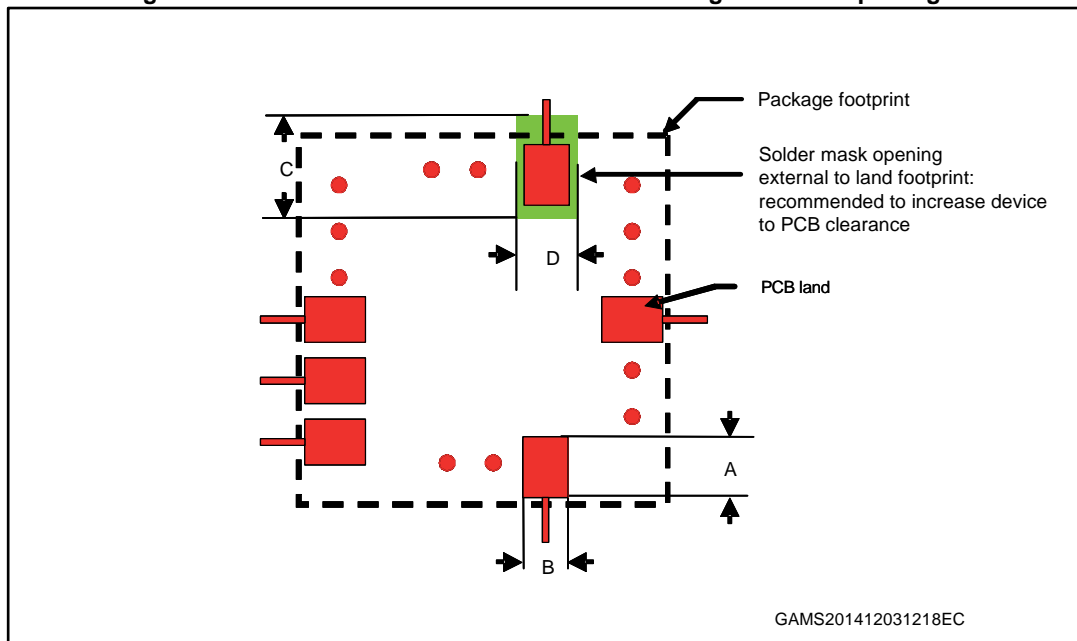 Package footprint
Solder mask opening
external to land footprint:
recommended to increase device
to PCB clearance
C
D
PCB land
A
B
GAMS201412031218EC